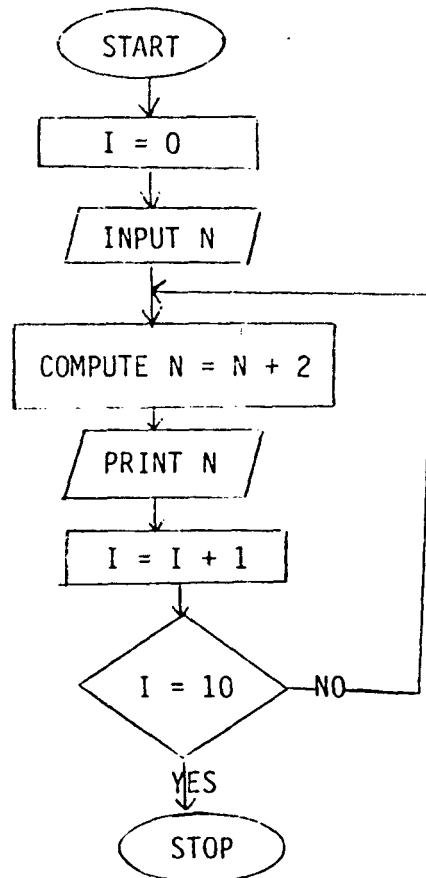 START
I = 0
INPUT N
COMPUTE N = N + 2
PRINT N
I = I + 1
I = 10
NO
YES
STOP